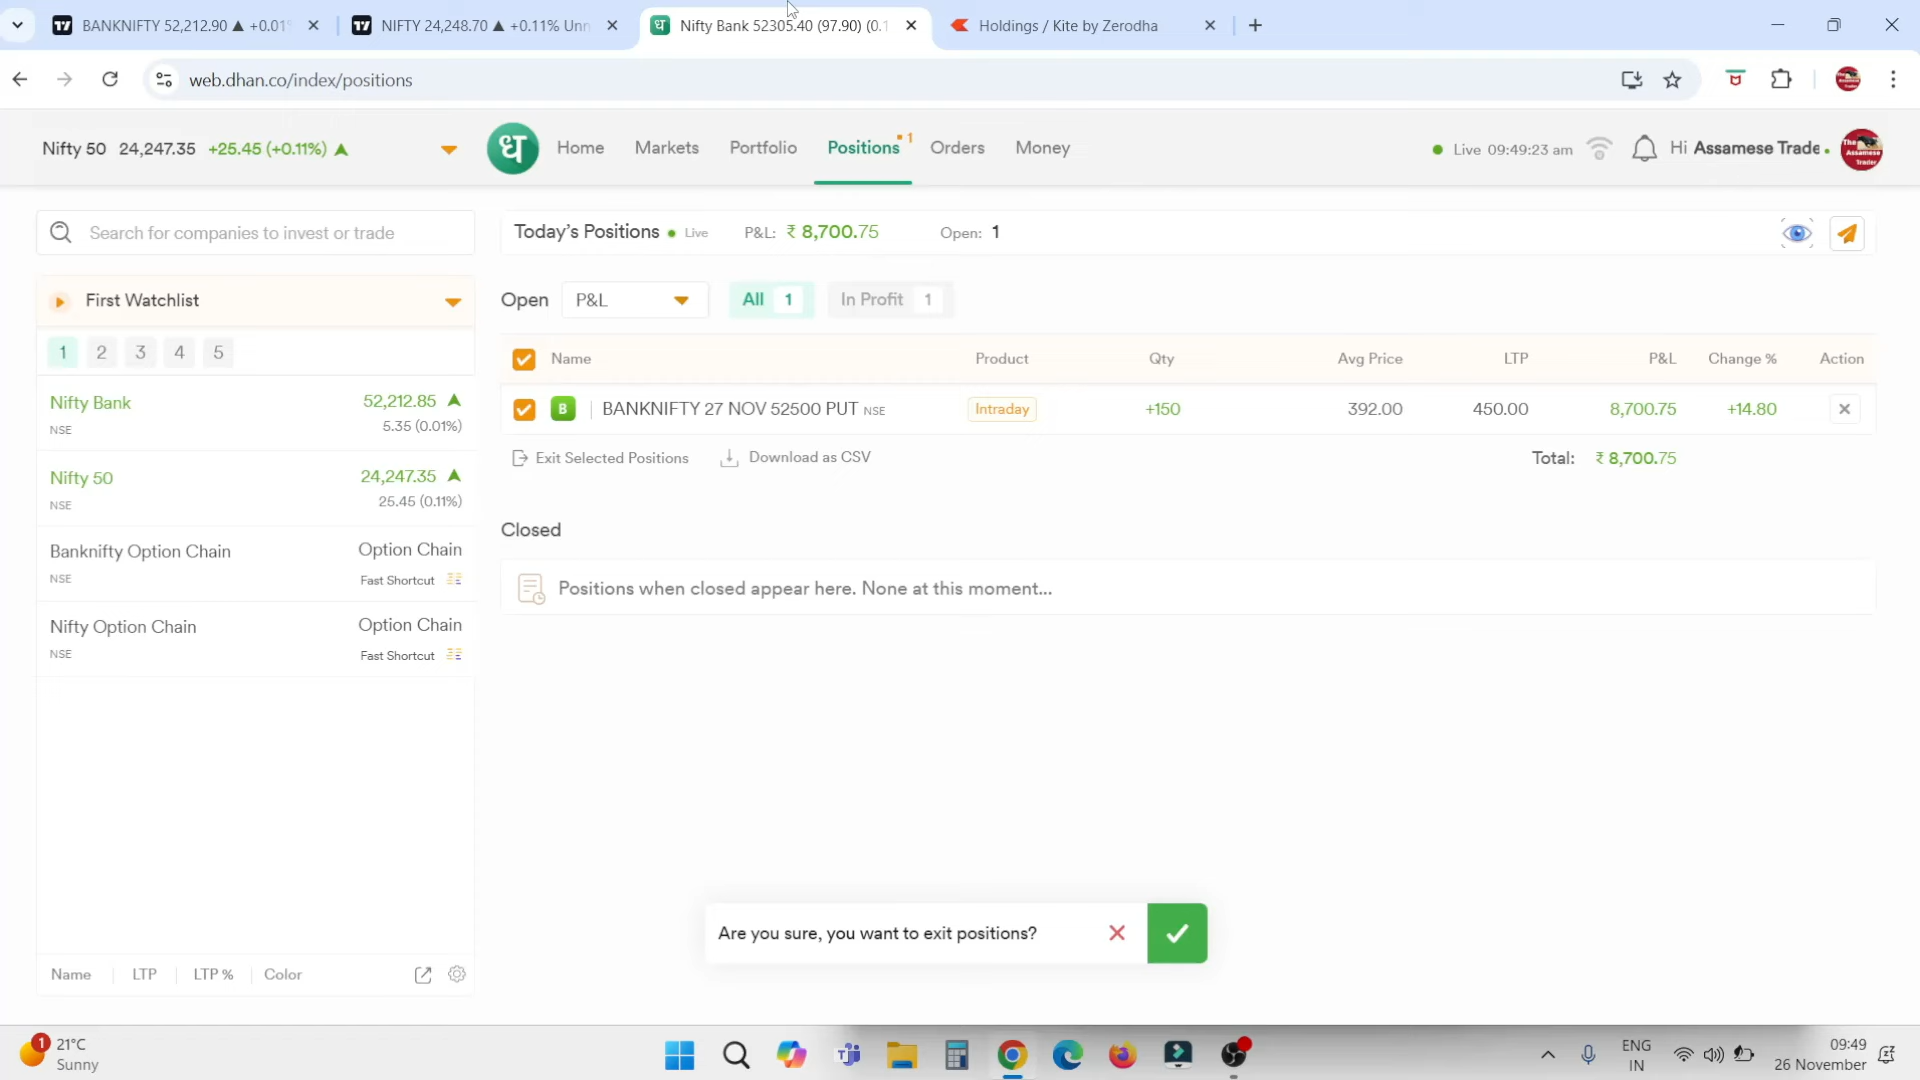 BANKNIFTY 52,212.90 ▲ +0.01%
NIFTY 24,248.70 ▲ +0.11% Unn
Nifty Bank 52305.40 (97.90) (0.1
Holdings / Kite by Zerodha
web.dhan.co/index/positions
Nifty 50 24,247.35 +25.45 (+0.11%)
ध
Home Markets Portfolio Positions 1 Orders Money
Live 09:49:23 am
Hi Assamese Trade
Search for companies to invest or trade
Today's Positions Live P&L: ₹ 8,700.75 Open: 1
First Watchlist
1 2 3 4 5
Open P&L All 1 In Profit 1
Name Product Qty Avg Price LTP P&L Change % Action
B BANKNIFTY 27 NOV 52500 PUT NSE Intraday +150 392.00 450.00 8,700.75 +14.80
Exit Selected Positions Download as CSV Total: ₹ 8,700.75
Nifty Bank 52,212.85
NSE 5.35 (0.01%)
Nifty 50 24,247.35
NSE 25.45 (0.11%)
Banknifty Option Chain Option Chain
NSE Fast Shortcut
Nifty Option Chain Option Chain
NSE Fast Shortcut
Closed
Positions when closed appear here. None at this moment...
Are you sure, you want to exit positions?
Name LTP LTP % Color
1 21°C
Sunny
ENG
IN
09:49
26 November